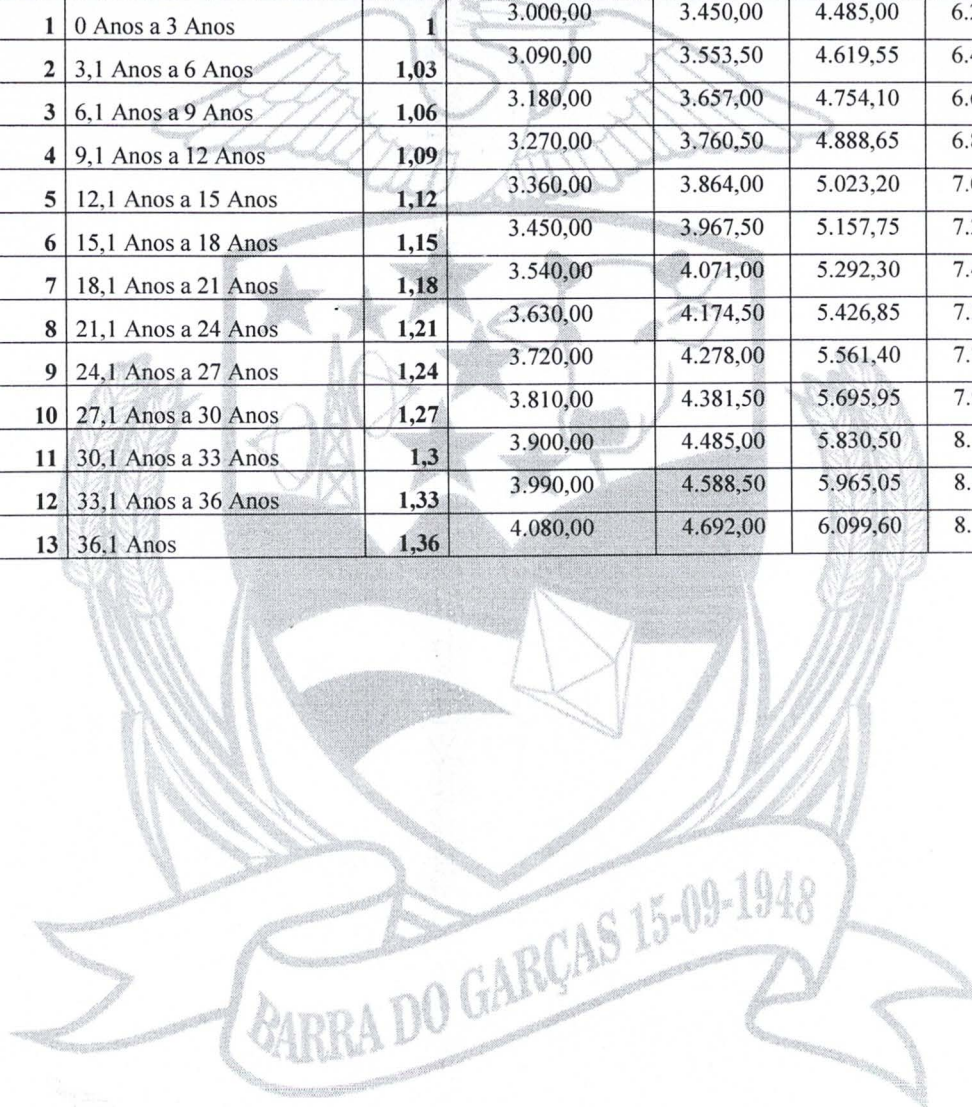 1 0 Anos a 3 Anos 1 3.000,00 3.450,00 4.485,00
2 3,1 Anos a 6 Anos 1,03 3.090,00 3.553,50 4.619,55
3 6,1 Anos a 9 Anos 1,06 3.180,00 3.657,00 4.754,10
4 9,1 Anos a 12 Anos 1,09 3.270,00 3.760,50 4.888,65
5 12,1 Anos a 15 Anos 1,12 3.360,00 3.864,00 5.023,20
6 15,1 Anos a 18 Anos 1,15 3.450,00 3.967,50 5.157,75
7 18,1 Anos a 21 Anos 1,18 3.540,00 4.071,00 5.292,30
8 21,1 Anos a 24 Anos 1,21 3.630,00 4.174,50 5.426,85
9 24,1 Anos a 27 Anos 1,24 3.720,00 4.278,00 5.561,40
10 27,1 Anos a 30 Anos 1,27 3.810,00 4.381,50 5.695,95
11 30,1 Anos a 33 Anos 1,3 3.900,00 4.485,00 5.830,50
12 33,1 Anos a 36 Anos 1,33 3.990,00 4.588,50 5.965,05
13 36,1 Anos 1,36 4.080,00 4.692,00 6.099,60
BARRA DO GARÇAS 15-09-1948